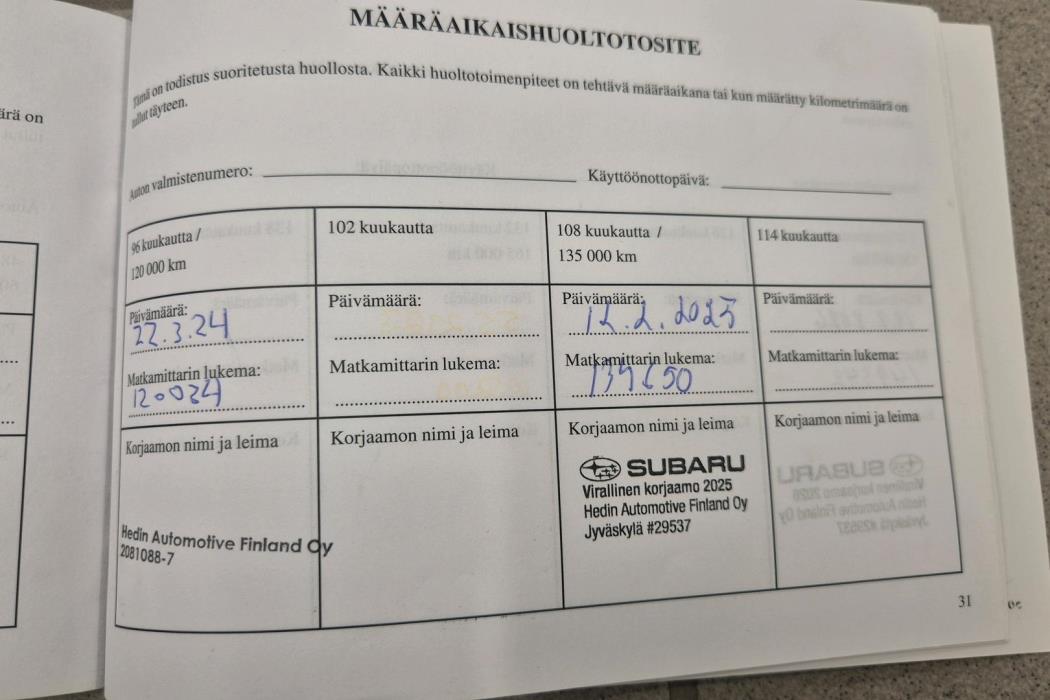 MÄÄRÄAIKAISHUOLTOTOSITE
Tämä on todistus suoritetusta huollosta. Kaikki huoltotoimenpiteet on tehtävä määräaikana tai kun määrätty kilometrimäärä on
tullut täyteen.
ärä on
Auton valmistenumero:
Käyttöönottopäivä:
96 kuukautta /
120 000 km
Päivämäärä:
22.3.24
Matkamittarin lukema:
120034
Korjaamon nimi ja leima
Hedin Automotive Finland Oy
2081088-7
102 kuukautta
Päivämäärä:
Matkamittarin lukema:
Korjaamon nimi ja leima
108 kuukautta /
135 000 km
Päivämäärä:
12.2.2025
Matkamittarin lukema:
139650
Korjaamon nimi ja leima
SUBARU
Virallinen korjaamo 2025
Hedin Automotive Finland Oy
Jyväskylä #29537
114 kuukautta
Päivämäärä:
Matkamittarin lukema:
Korjaamon nimi ja leima
31